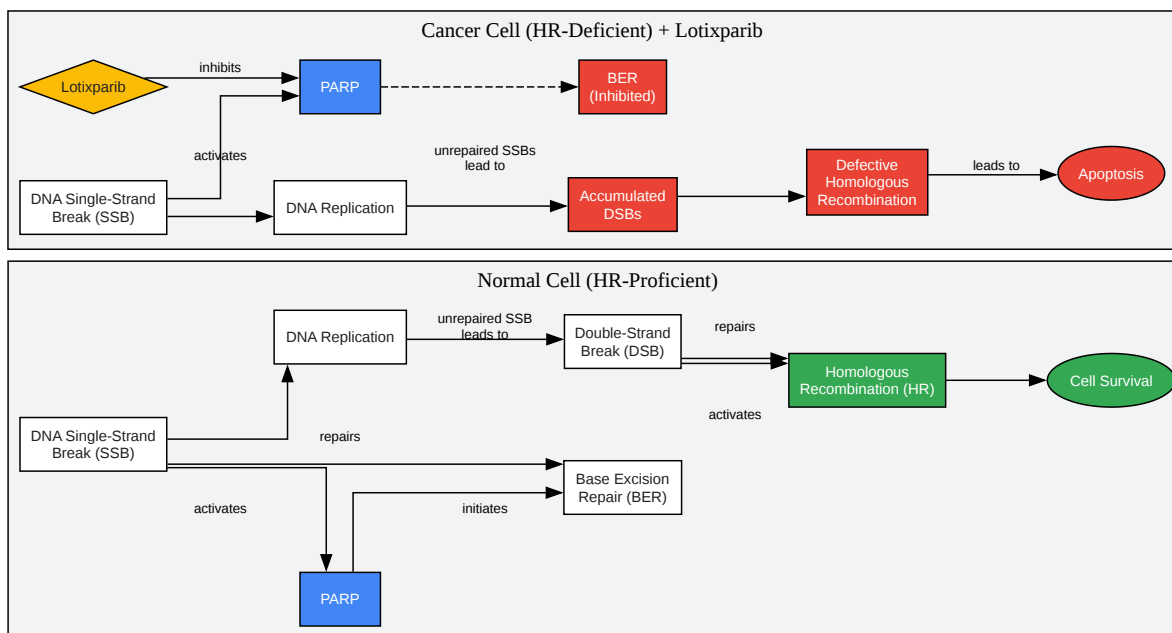 Cancer Cell (HR-Deficient) + Lotixparib
Lotixparib
inhibits
PARP
BER
(Inhibited)
activates
DNA Single-Strand
Break (SSB)
DNA Replication
unrepaired SSBs
lead to
Accumulated
DSBs
Defective
Homologous
Recombination
leads to
Apoptosis
Normal Cell (HR-Proficient)
DNA Replication
unrepaired SSB
leads to
Double-Strand
Break (DSB)
repairs
activates
Homologous
Recombination (HR)
Cell Survival
DNA Single-Strand
Break (SSB)
repairs
activates
initiates
Base Excision
Repair (BER)
PARP